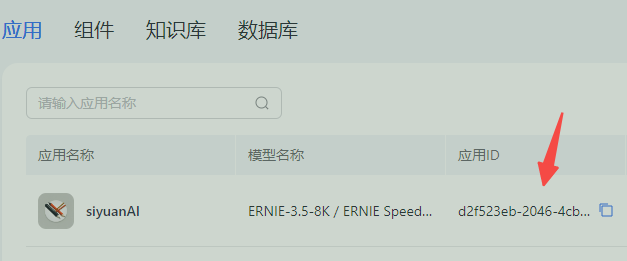 应用 组件 知识库 数据库
请输入应用名称
应用名称 模型名称 应用ID
siyuanAI ERNIE-3.5-8K / ERNIE Speed... d2f523eb-2046-4cb...